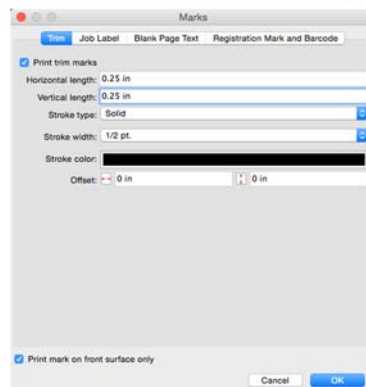 Marks
Trim Job Label Blank Page Text Registration Mark and Barcode
Print trim marks
Horizontal length: 0.25 in
Vertical length: 0.25 in
Stroke type: Solid
Stroke width: 1/2 pt.
Stroke color:
Offset: 0 in 0 in
Print mark on front surface only
Cancel OK